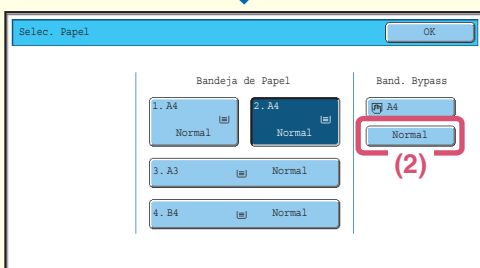 Selec. Papel
OK
Bandeja de Papel
Band. Bypass
1. A4
Normal
2. A4
Normal
A4
Normal
(2)
3. A3 Normal
4. B4 Normal